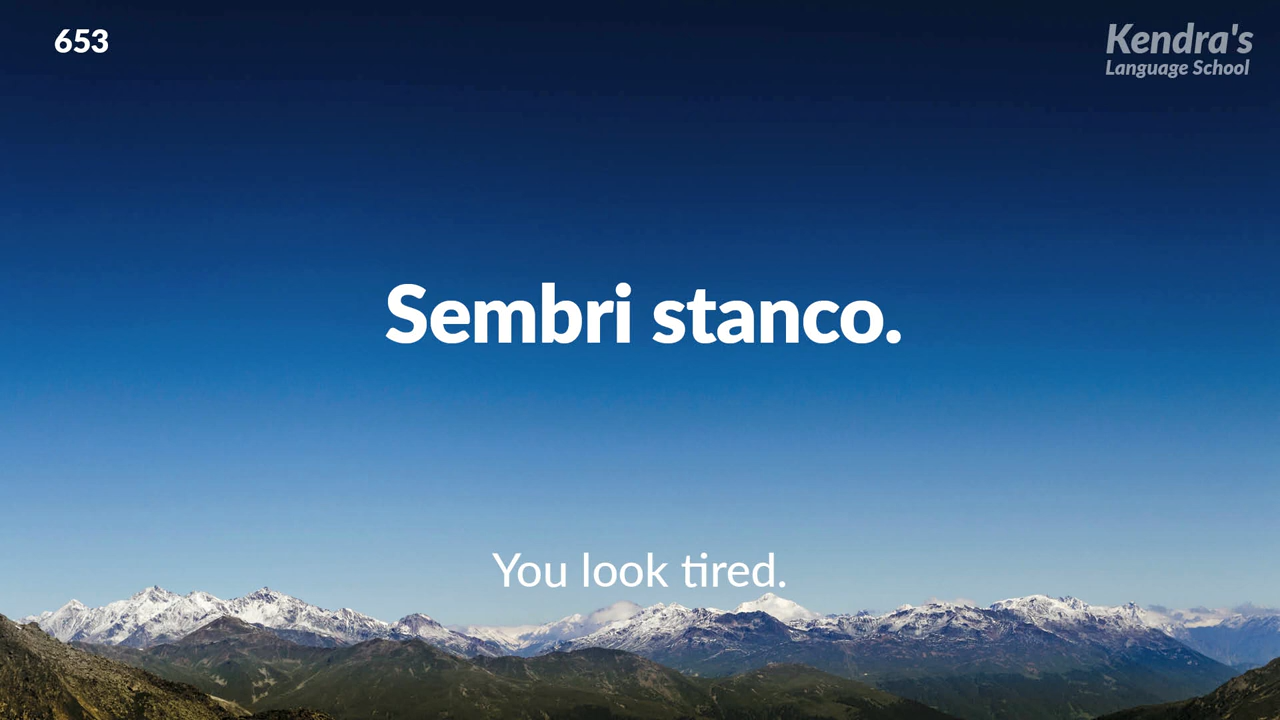 653
Kendra's
Language School
Sembri stanco.
You look tired.